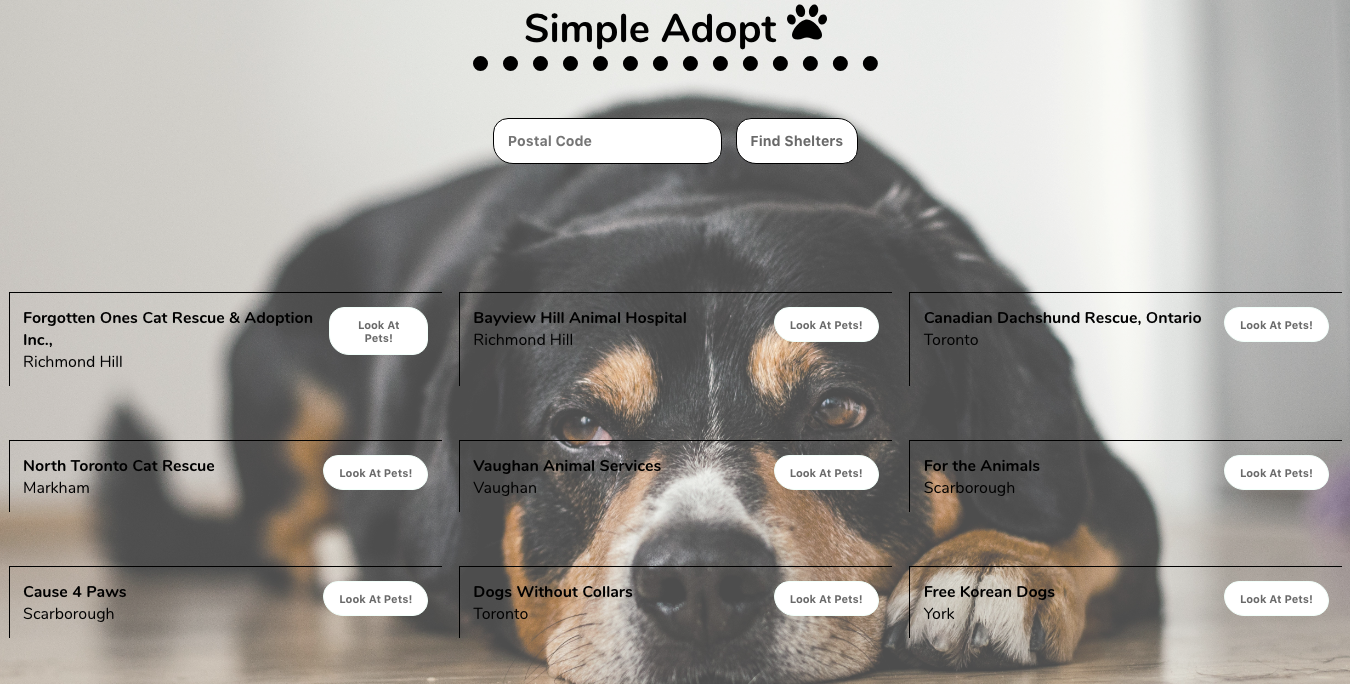 Simple Adopt
Postal Code
Find Shelters
Forgotten Ones Cat Rescue & Adoption
Inc.,
Richmond Hill
Look At
Pets!
Bayview Hill Animal Hospital
Richmond Hill
Look At Pets!
Canadian Dachshund Rescue, Ontario
Toronto
Look At Pets!
North Toronto Cat Rescue
Markham
Look At Pets!
Vaughan Animal Services
Vaughan
Look At Pets!
For the Animals
Scarborough
Look At Pets!
Cause 4 Paws
Scarborough
Look At Pets!
Dogs Without Collars
Toronto
Look At Pets!
Free Korean Dogs
York
Look At Pets!